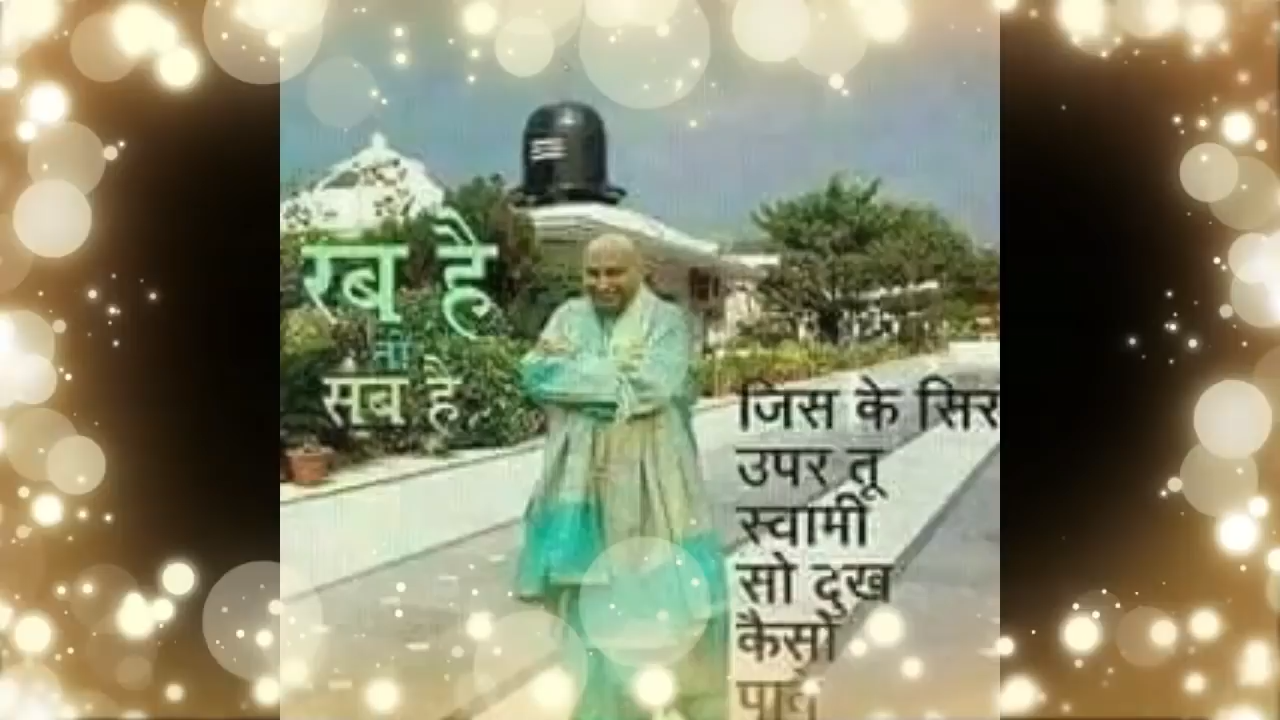 रब है
तो
सब है..
जिस के सिर
उपर तू
स्वामी
सो दुख
कैसो
पावे